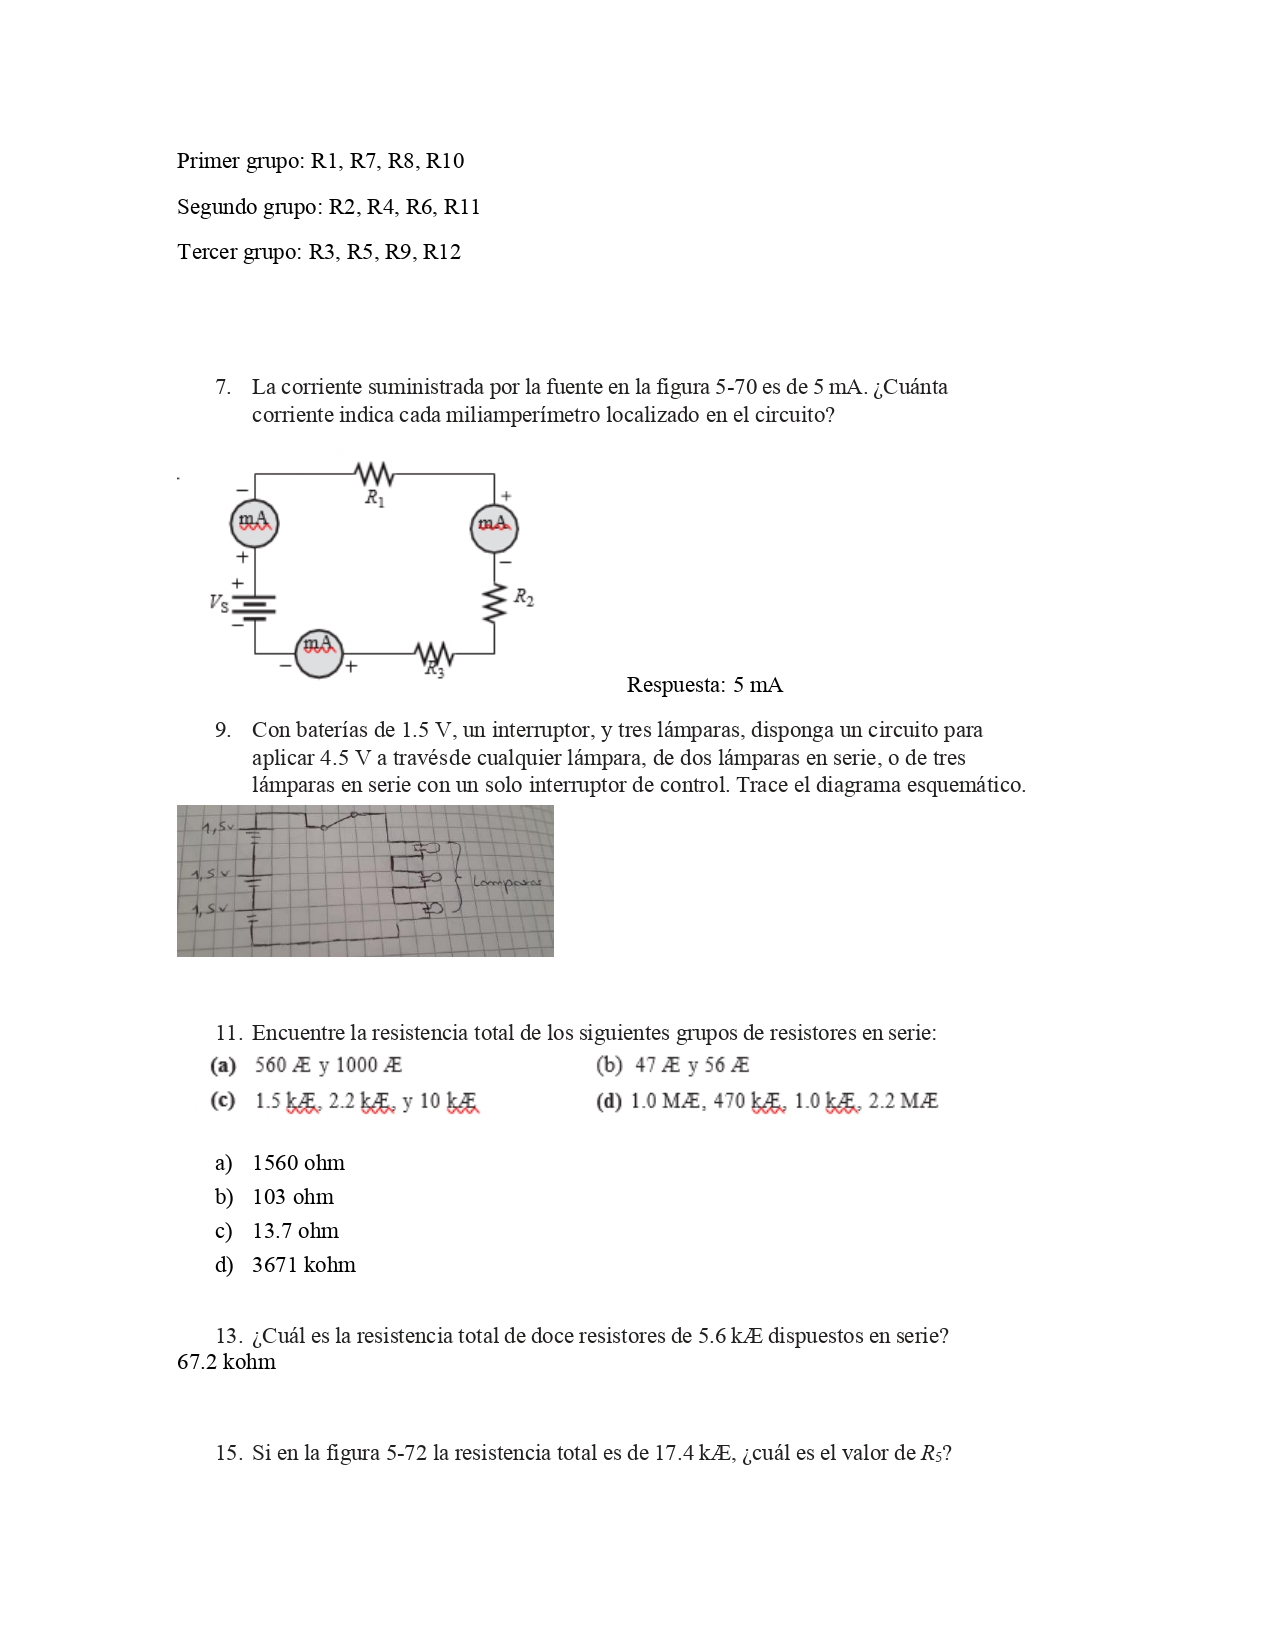 Primer grupo: R1, R7, R8, R10
Segundo grupo: R2, R4, R6, R11
Tercer grupo: R3, R5, R9, R12
7. La corriente suministrada por la fuente en la figura 5-70 es de 5 mA. ¿Cuánta
corriente indica cada miliamperímetro localizado en el circuito?
R1
−
+
mA
mA
+
−
+
VS
R2
−
mA
−
+
R3
Respuesta: 5 mA
9. Con baterías de 1.5 V, un interruptor, y tres lámparas, disponga un circuito para
aplicar 4.5 V a travésde cualquier lámpara, de dos lámparas en serie, o de tres
lámparas en serie con un solo interruptor de control. Trace el diagrama esquemático.
1,5v
1,5v
1,5v
Lamparas
11. Encuentre la resistencia total de los siguientes grupos de resistores en serie:
(a) 560 Æ y 1000 Æ (b) 47 Æ y 56 Æ
(c) 1.5 kÆ, 2.2 kÆ, y 10 kÆ (d) 1.0 MÆ, 470 kÆ, 1.0 kÆ, 2.2 MÆ
a) 1560 ohm
b) 103 ohm
c) 13.7 ohm
d) 3671 kohm
13. ¿Cuál es la resistencia total de doce resistores de 5.6 kÆ dispuestos en serie?
67.2 kohm
15. Si en la figura 5-72 la resistencia total es de 17.4 kÆ, ¿cuál es el valor de R5?